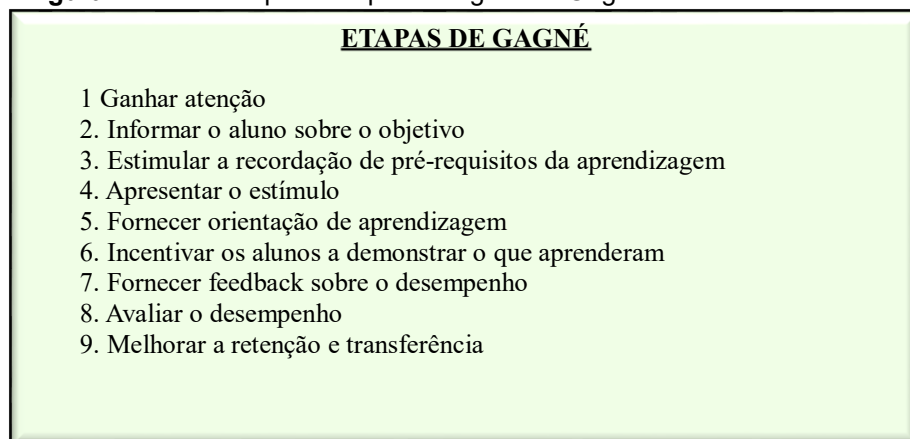 ETAPAS DE GAGNÉ
1 Ganhar atenção
2. Informar o aluno sobre o objetivo
3. Estimular a recordação de pré-requisitos da aprendizagem
4. Apresentar o estímulo
5. Fornecer orientação de aprendizagem
6. Incentivar os alunos a demonstrar o que aprenderam
7. Fornecer feedback sobre o desempenho
8. Avaliar o desempenho
9. Melhorar a retenção e transferência